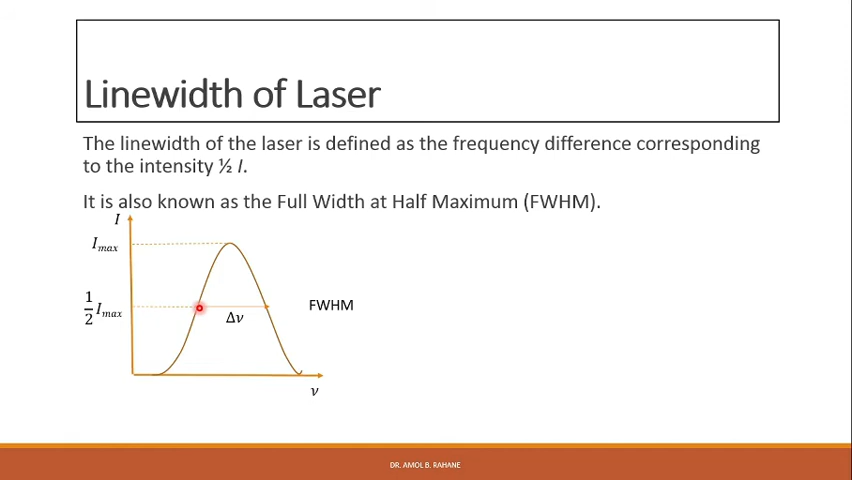 Linewidth of Laser
The linewidth of the laser is defined as the frequency difference corresponding
to the intensity ½ I.
It is also known as the Full Width at Half Maximum (FWHM).
I
I_max
1/2 I_max
FWHM
Δν
ν
DR. AMOL B. RAHANE